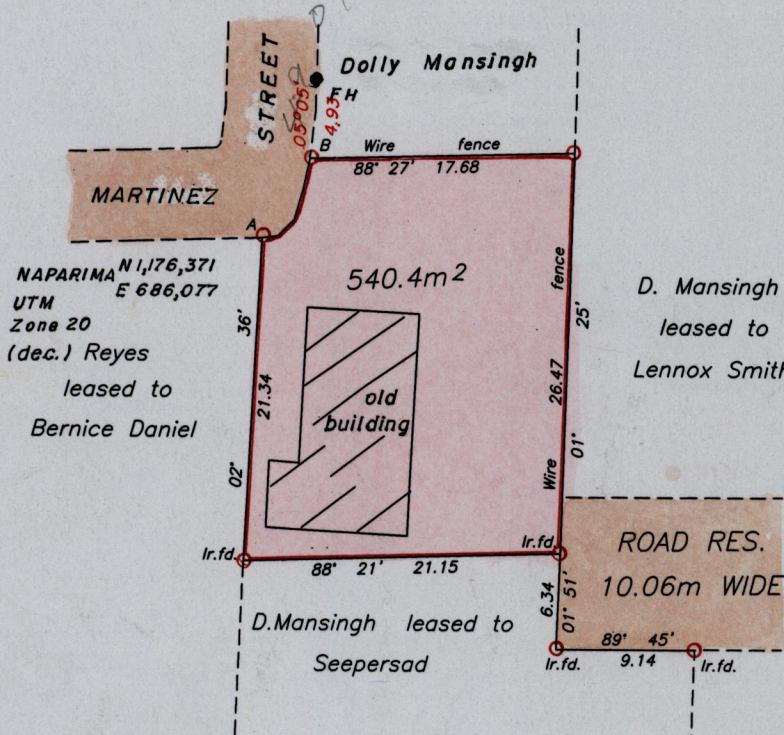 STREET
Dolly Mansingh
FH
05°05'
4.93
B
Wire fence
88° 27' 17.68
MARTINEZ
A
NAPARIMA N 1,176,371
UTM E 686,077
Zone 20
(dec.) Reyes
leased to
Bernice Daniel
540.4m²
fence
25'
26.47
01°
Wire
D. Mansingh
leased to
Lennox Smith
36'
21.34
02°
old
building
Ir.fd.
Ir.fd.
88° 21' 21.15
ROAD RES.
10.06m WIDE
6.34
01° 51'
D.Mansingh leased to
Seepersad
89° 45'
9.14
Ir.fd.
Ir.fd.